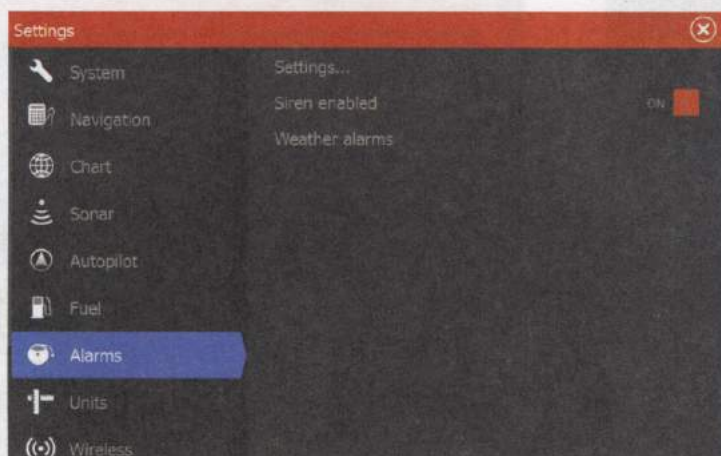 Settings
System
Navigation
Chart
Sonar
Autopilot
Fuel
Alarms
Units
Wireless
Settings...
Siren enabled ON
Weather alarms